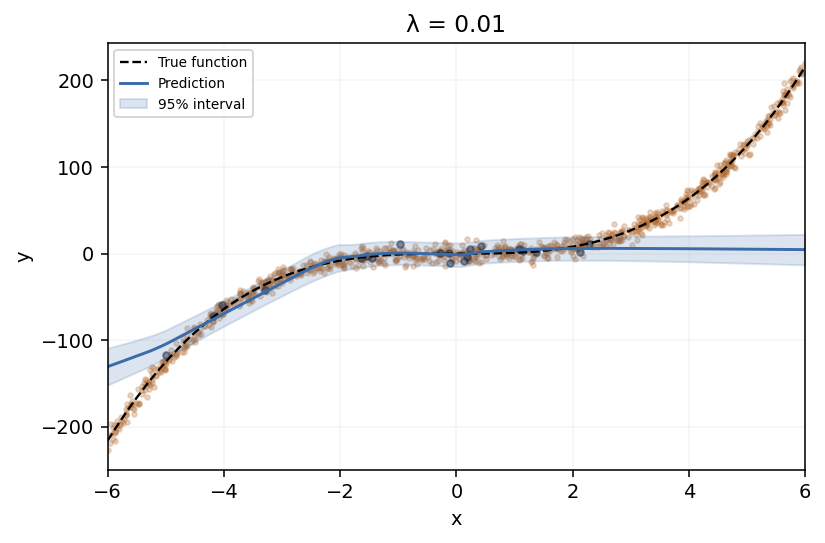 λ = 0.01
True function
Prediction
95% interval
y
200
100
0
−100
−200
−6
−4
−2
0
2
4
6
x